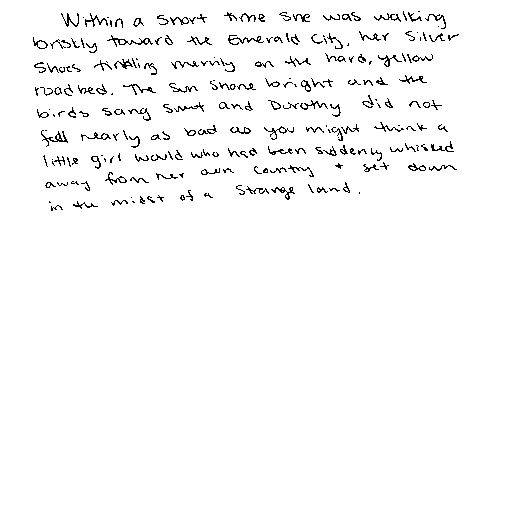 Within a short time she was walking
briskly toward the Emerald City, her Silver
Shoes tinkling merrily on the hard, yellow
roadbed. The sun shone bright and the
birds sang sweet and Dorothy did not
feel nearly as bad as you might think a
little girl would who had been suddenly whisked
away from her own country + set down
in the midst of a strange land.